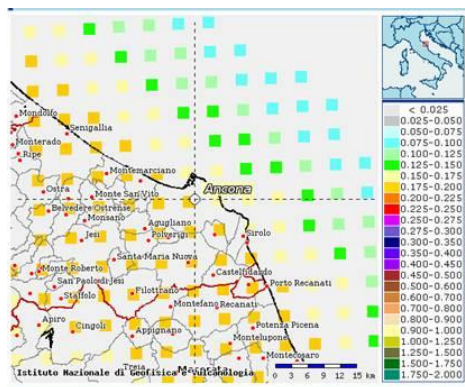 Mondolfo
Senigallia
Monterado
Ripe
Montemarciano
Ostra
Monte San Vito
Ancona
Belvedere Ostrense
Monsano
Agugliano
Jesi
Polverigi
Sirolo
Santa Maria Nuova
Monte Roberto
Castelfidardo
San Paolo di Jesi
Filottrano
Porto Recanati
Staffolo
Montefano
Recanati
Apiro
Cingoli
Appignano
Potenza Picena
Montelupone
Treia
Macerata
Montecosaro
Istituto Nazionale di Geofisica e Vulcanologia
0 3 6 9 12 15 km
< 0.025
0.025-0.050
0.050-0.075
0.075-0.100
0.100-0.125
0.125-0.150
0.150-0.175
0.175-0.200
0.200-0.225
0.225-0.250
0.250-0.275
0.275-0.300
0.300-0.350
0.350-0.400
0.400-0.450
0.450-0.500
0.500-0.600
0.600-0.700
0.700-0.800
0.800-0.900
0.900-1.000
1.000-1.250
1.250-1.500
1.500-1.750
1.750-2.000